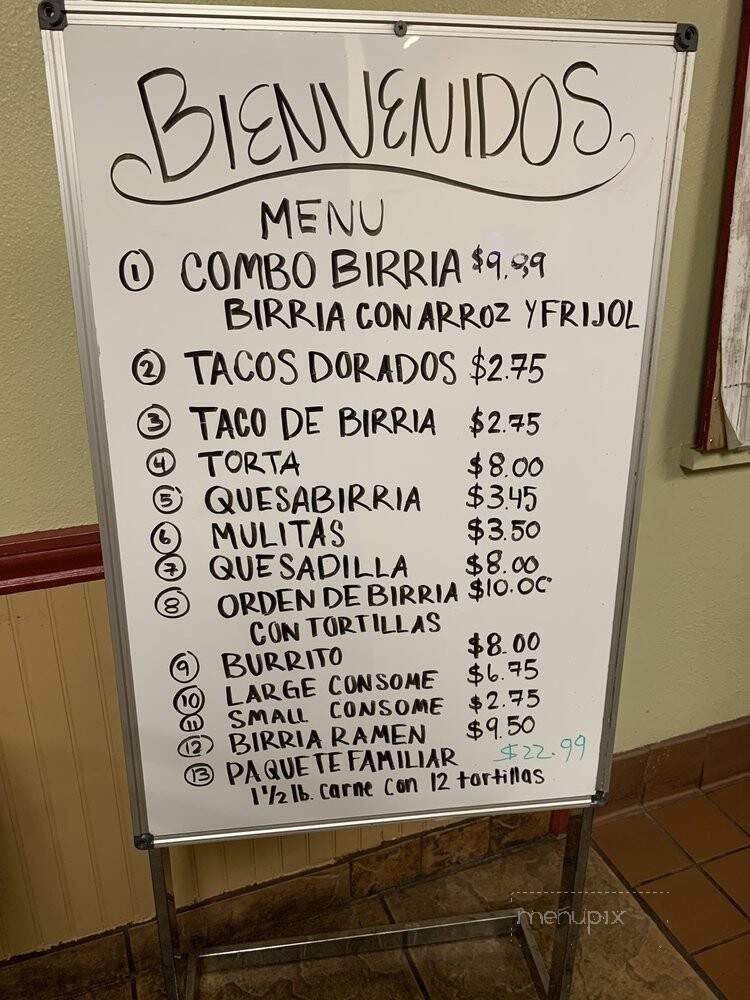 BIENVENIDOS
MENU
1 COMBO BIRRIA $9.99
BIRRIA CON ARROZ Y FRIJOL
2 TACOS DORADOS $2.75
3 TACO DE BIRRIA $2.75
4 TORTA $8.00
5 QUESABIRRIA $3.45
6 MULITAS $3.50
7 QUESADILLA $8.00
8 ORDEN DE BIRRIA $10.00
CON TORTILLAS
9 BURRITO $8.00
10 LARGE CONSOME $6.75
11 SMALL CONSOME $2.75
12 BIRRIA RAMEN $9.50
13 PAQUETE FAMILIAR $22.99
1 1/2 lb. carne con 12 tortillas
menupix